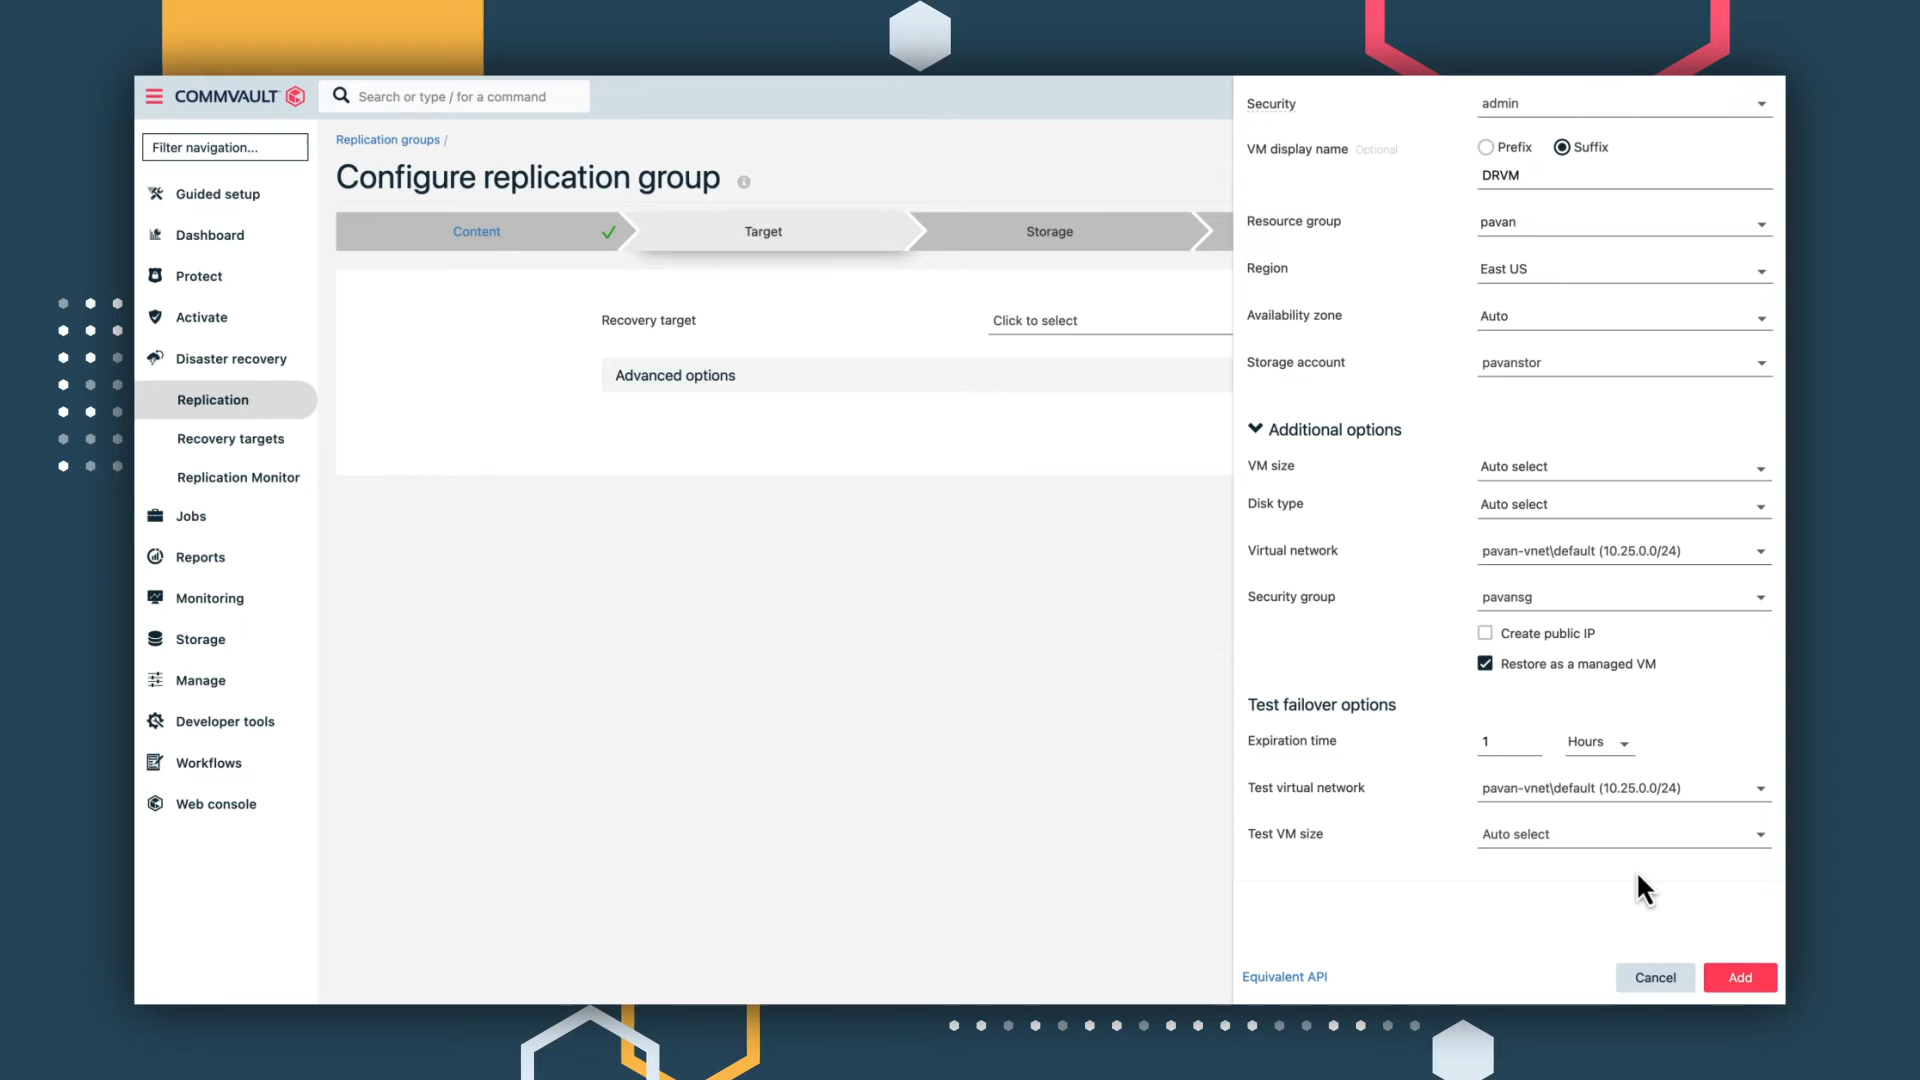 COMMVAULT
Search or type / for a command
Filter navigation...
Guided setup
Dashboard
Protect
Activate
Disaster recovery
Replication
Recovery targets
Replication Monitor
Jobs
Reports
Monitoring
Storage
Manage
Developer tools
Workflows
Web console
Replication groups /
Configure replication group
Content
Target
Storage
Recovery target
Click to select
Advanced options
Security
admin
VM display name Optional
Prefix Suffix
DRVM
Resource group
pavan
Region
East US
Availability zone
Auto
Storage account
pavanstor
Additional options
VM size
Auto select
Disk type
Auto select
Virtual network
pavan-vnet\default (10.25.0.0/24)
Security group
pavansg
Create public IP
Restore as a managed VM
Test failover options
Expiration time
1 Hours
Test virtual network
pavan-vnet\default (10.25.0.0/24)
Test VM size
Auto select
Equivalent API
Cancel
Add